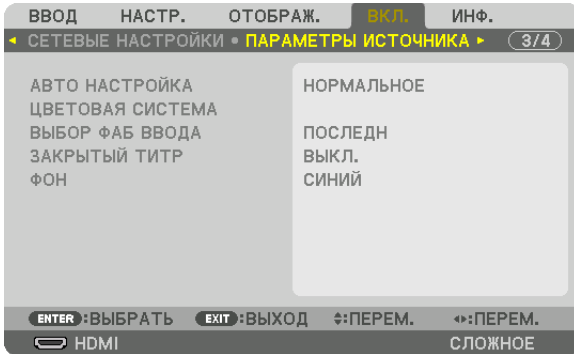 ВВОД НАСТР. ОТОБРАЖ. ВКЛ. ИНФ.
◂ СЕТЕВЫЕ НАСТРОЙКИ • ПАРАМЕТРЫ ИСТОЧНИКА ▸ 3/4
АВТО НАСТРОЙКА НОРМАЛЬНОЕ
ЦВЕТОВАЯ СИСТЕМА
ВЫБОР ФАБ ВВОДА ПОСЛЕДН
ЗАКРЫТЫЙ ТИТР ВЫКЛ.
ФОН СИНИЙ
ENTER :ВЫБРАТЬ EXIT :ВЫХОД ♦:ПЕРЕМ. ◂▸:ПЕРЕМ.
HDMI СЛОЖНОЕ